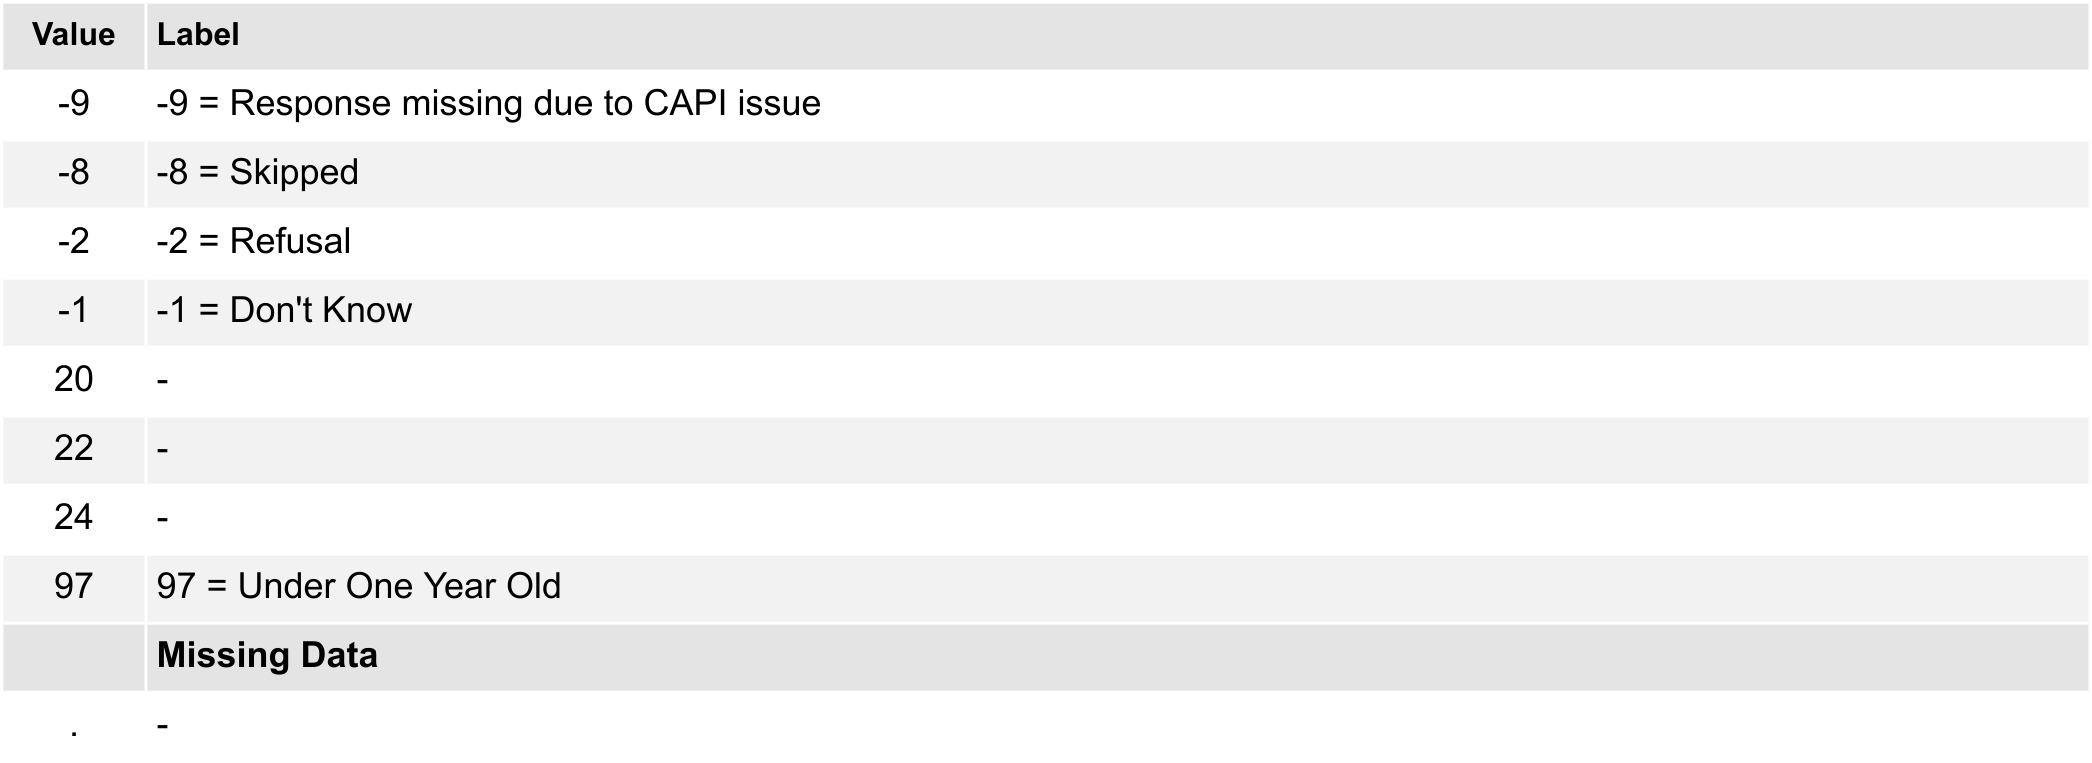 Value Label
-9 -9 = Response missing due to CAPI issue
-8 -8 = Skipped
-2 -2 = Refusal
-1 -1 = Don't Know
20 -
22 -
24 -
97 97 = Under One Year Old
Missing Data
. -